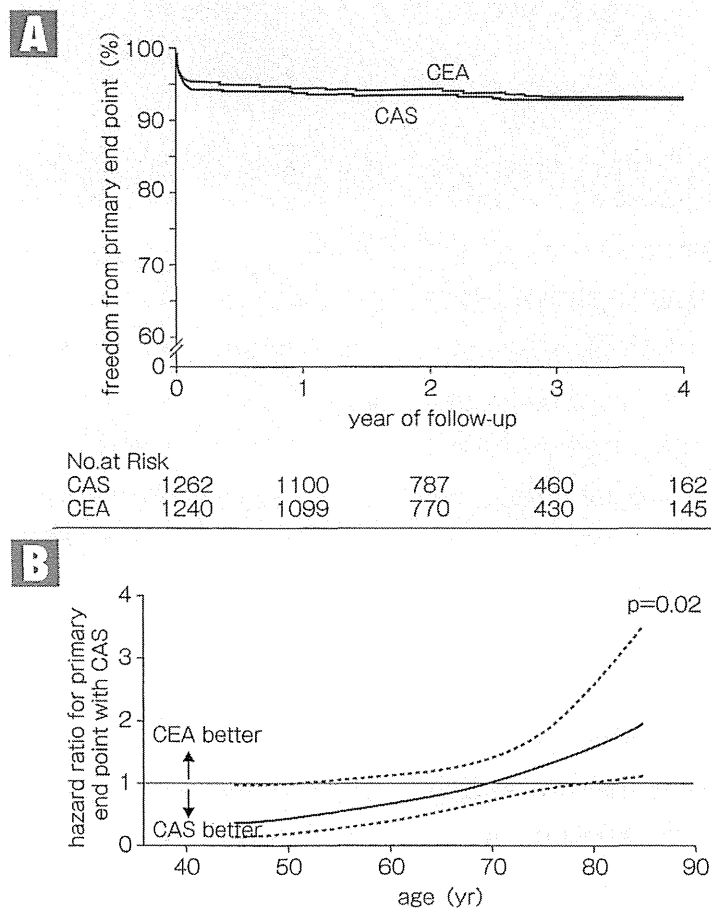 A
freedom from primary end point (%)
100
90
80
70
60
0
CEA
CAS
0 1 2 3 4
year of follow-up
No.at Risk
CAS 1262 1100 787 460 162
CEA 1240 1099 770 430 145
B
hazard ratio for primary
end point with CAS
4
3
2
1
0
p=0.02
CEA better
CAS better
40 50 60 70 80 90
age (yr)